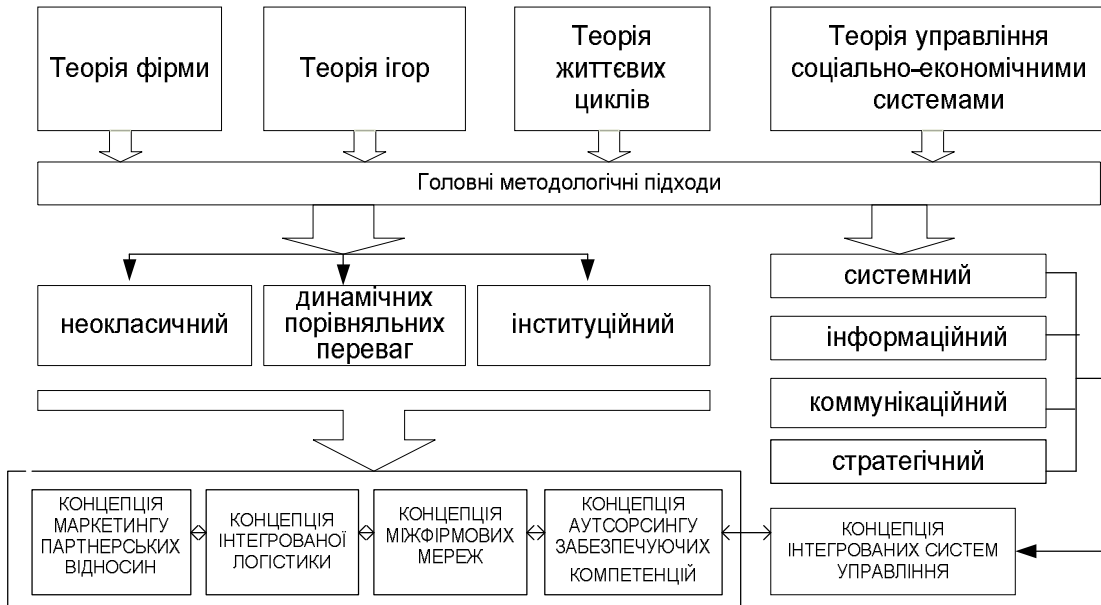 Теорія фірми
Теорія ігор
Теорія
життєвих
циклів
Теорія управління
соціально-економічними
системами
Головні методологічні підходи
неокласичний
динамічних
порівняльних
переваг
інституційний
системний
інформаційний
коммунікаційний
стратегічний
КОНЦЕПЦІЯ
МАРКЕТИНГУ
ПАРТНЕРСЬКИХ
ВІДНОСИН
КОНЦЕПЦІЯ
ІНТЕГРОВАНОЇ
ЛОГІСТИКИ
КОНЦЕПЦІЯ
МІЖФІРМОВИХ
МЕРЕЖ
КОНЦЕПЦІЯ
АУТСОРСИНГУ
ЗАБЕЗПЕЧУЮЧИХ
КОМПЕТЕНЦІЙ
КОНЦЕПЦІЯ
ІНТЕГРОВАНИХ СИСТЕМ
УПРАВЛІННЯ